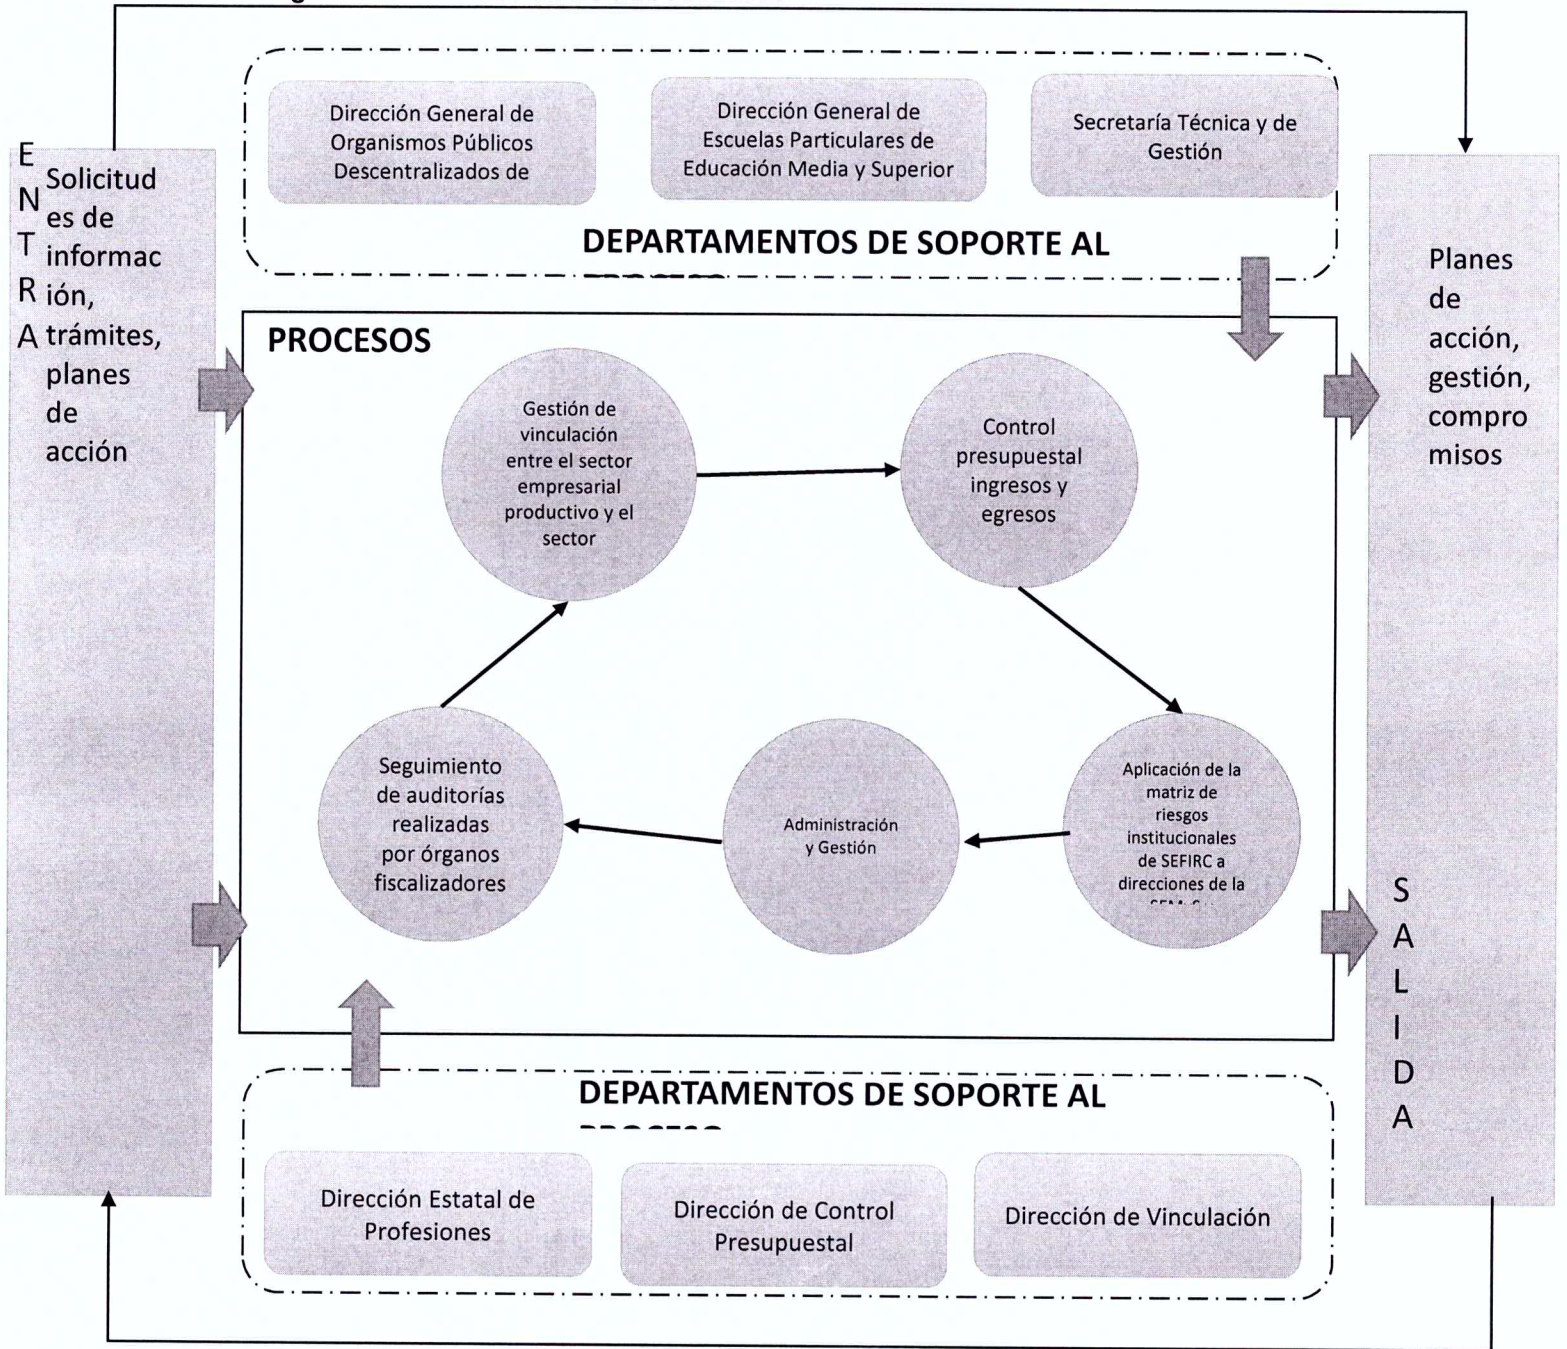 Dirección General de
Organismos Públicos
Descentralizados de
Dirección General de
Escuelas Particulares de
Educación Media y Superior
Secretaría Técnica y de
Gestión
DEPARTAMENTOS DE SOPORTE AL
E
N
T
R
A
Solicitud
es de
informac
ión,
trámites,
planes
de
acción
PROCESOS
Gestión de
vinculación
entre el sector
empresarial
productivo y el
sector
Control
presupuestal
ingresos y
egresos
Aplicación de la
matriz de
riesgos
institucionales
de SEFIRC a
direcciones de la
Administración
y Gestión
Seguimiento
de auditorías
realizadas
por órganos
fiscalizadores
Planes
de
acción,
gestión,
compro
misos
S
A
L
I
D
A
DEPARTAMENTOS DE SOPORTE AL
Dirección Estatal de
Profesiones
Dirección de Control
Presupuestal
Dirección de Vinculación